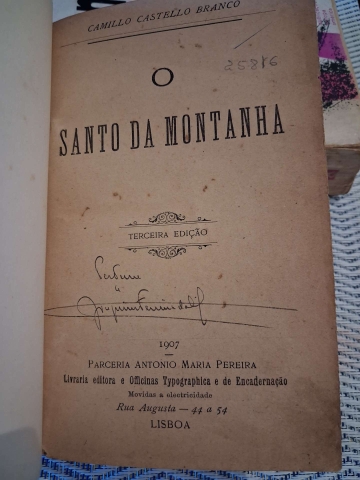 CAMILLO CASTELLO BRANCO
25816
O
SANTO DA MONTANHA
TERCEIRA EDIÇÃO
1907
PARCERIA ANTONIO MARIA PEREIRA
Livraria editora e Officinas Typographica e de Encadernação
Movidas a electricidade
Rua Augusta — 44 a 54
LISBOA